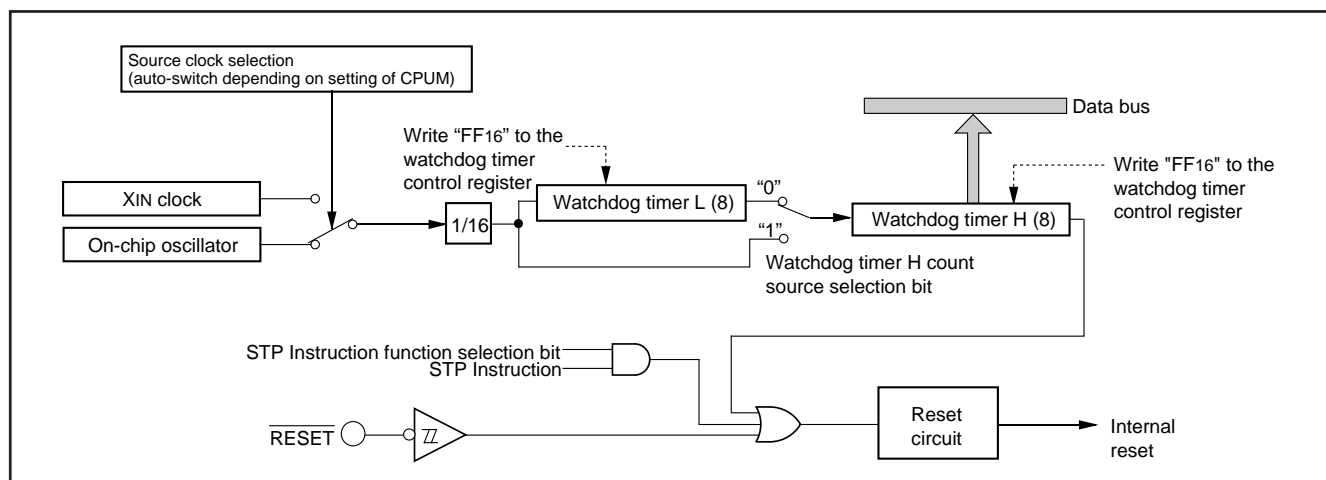 Source clock selection
(auto-switch depending on setting of CPUM)
Data bus
Write “FF16” to the
watchdog timer
control register
Write "FF16" to the
watchdog timer
control register
XIN clock
On-chip oscillator
1/16
Watchdog timer L (8)
“0”
“1”
Watchdog timer H (8)
Watchdog timer H count
source selection bit
STP Instruction function selection bit
STP Instruction
RESET
Reset
circuit
Internal
reset